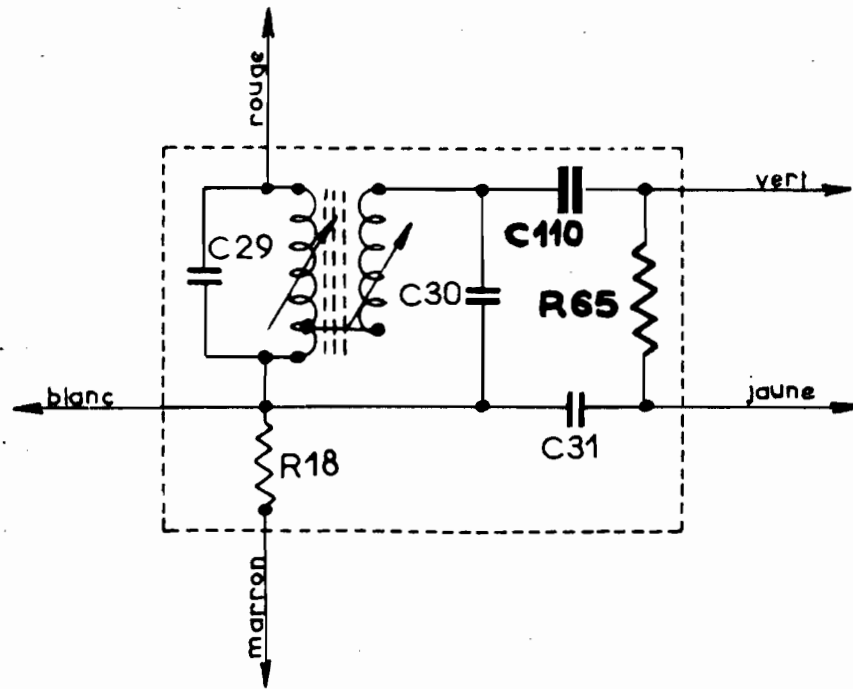 rouge
vert
C29
C110
C30
R65
blanc
jaune
C31
R18
marron